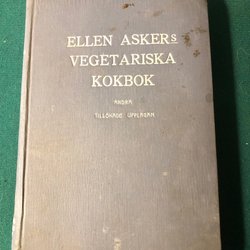 ELLEN ASKERS
VEGETARISKA
KOKBOK
ANDRA
TILLÖKADE UPPLAGAN